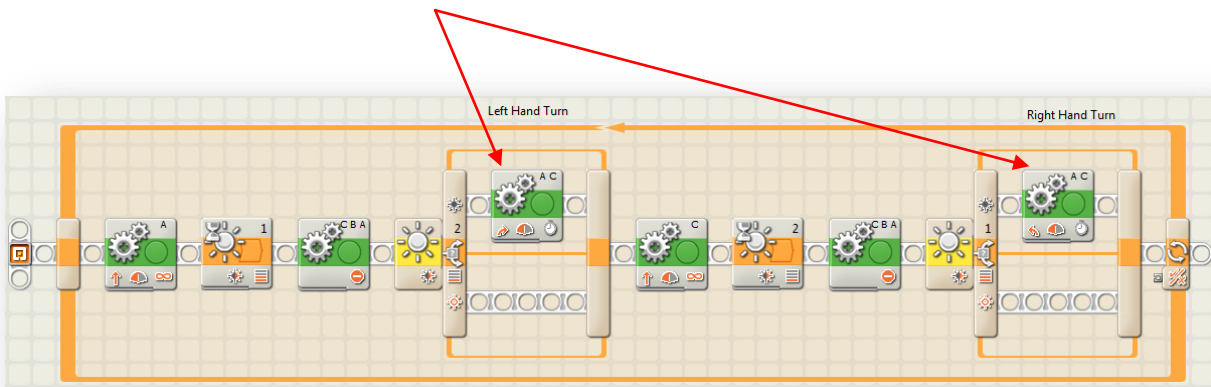 Left Hand Turn
Right Hand Turn
A C
A C
A
1
C B A
2
C
2
C B A
1